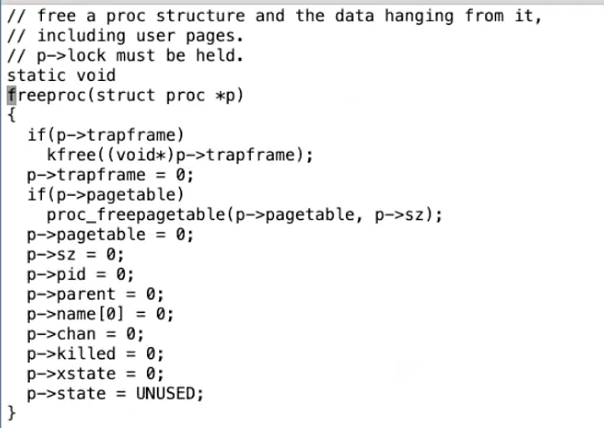 // free a proc structure and the data hanging from it,
// including user pages.
// p->lock must be held.
static void
freeproc(struct proc *p)
{
  if(p->trapframe)
    kfree((void*)p->trapframe);
  p->trapframe = 0;
  if(p->pagetable)
    proc_freepagetable(p->pagetable, p->sz);
  p->pagetable = 0;
  p->sz = 0;
  p->pid = 0;
  p->parent = 0;
  p->name[0] = 0;
  p->chan = 0;
  p->killed = 0;
  p->xstate = 0;
  p->state = UNUSED;
}